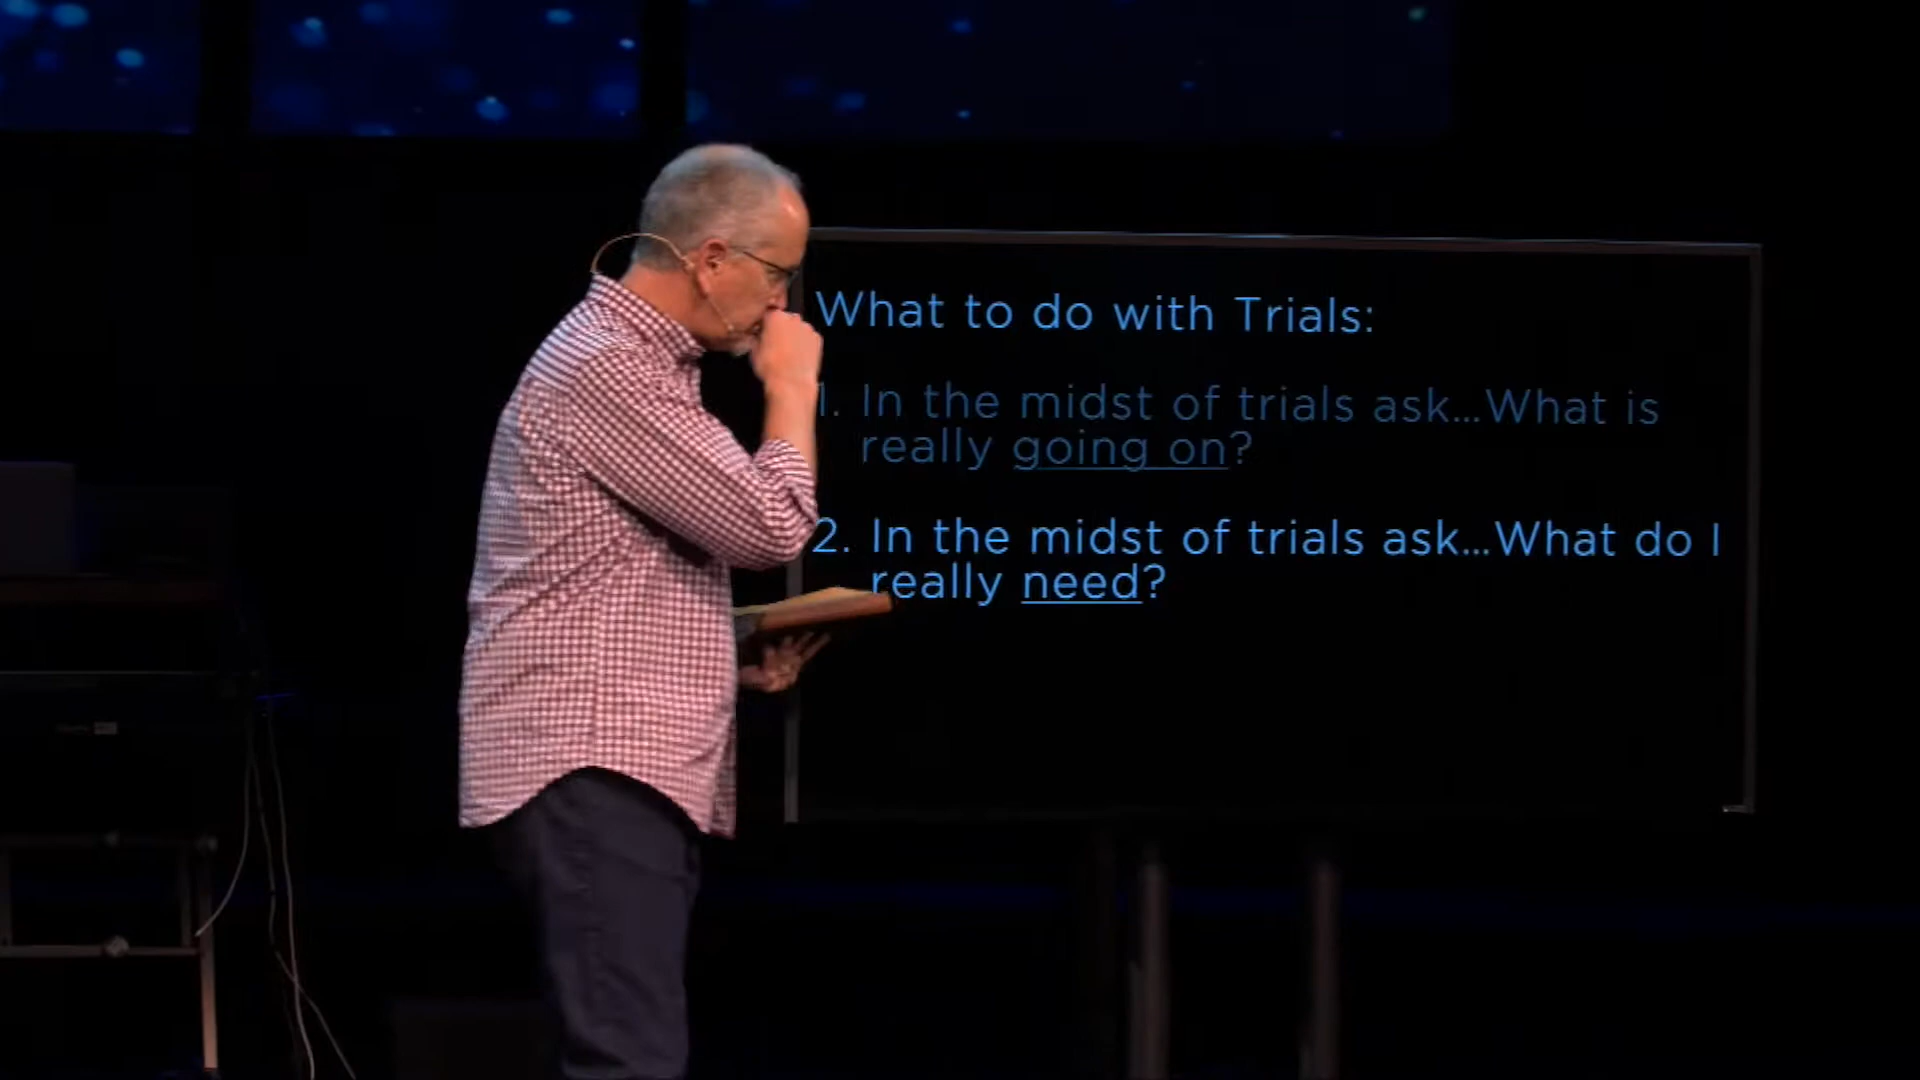 What to do with Trials:
1. In the midst of trials ask...What is
really going on?
2. In the midst of trials ask...What do I
really need?